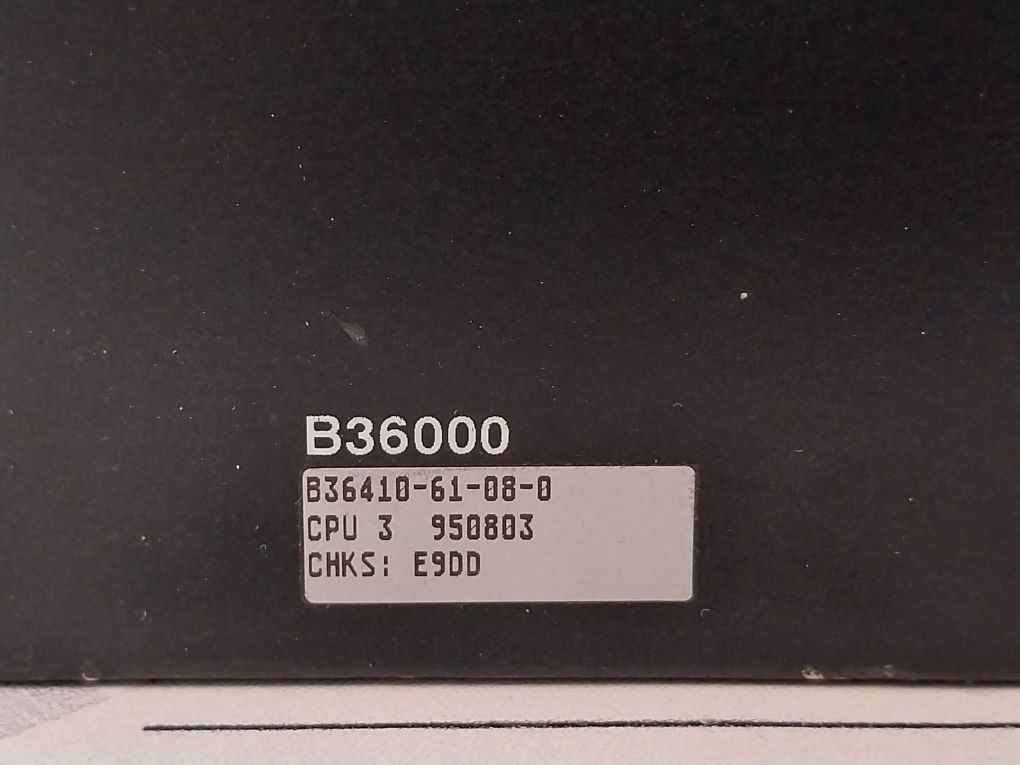 B36000
B36410-61-08-0
CPU 3 950803
CHKS: E9DD